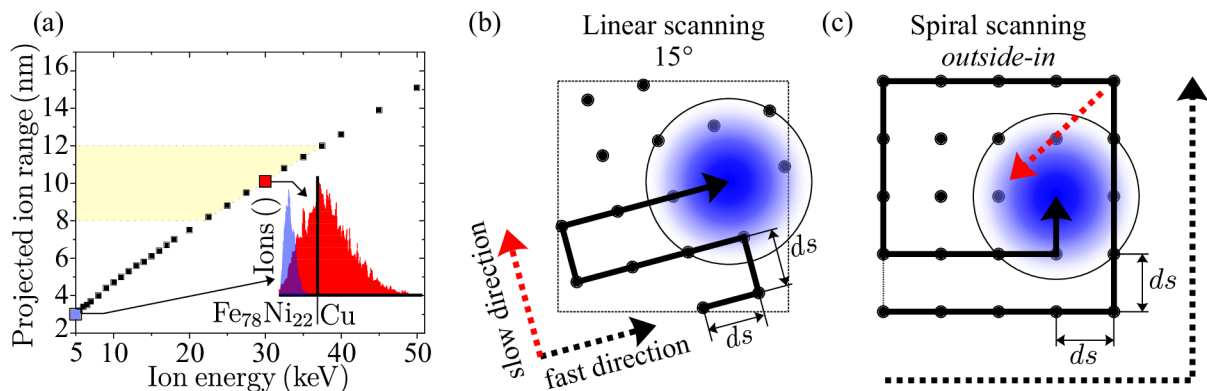 (a)
Projected ion range (nm)
16
14
12
10
8
6
4
2
5
10
20
30
40
50
Ion energy (keV)
Ions ()
Fe₇₈Ni₂₂
Cu
(b)
Linear scanning
15°
ds
ds
slow direction
fast direction
(c)
Spiral scanning
outside-in
ds
ds